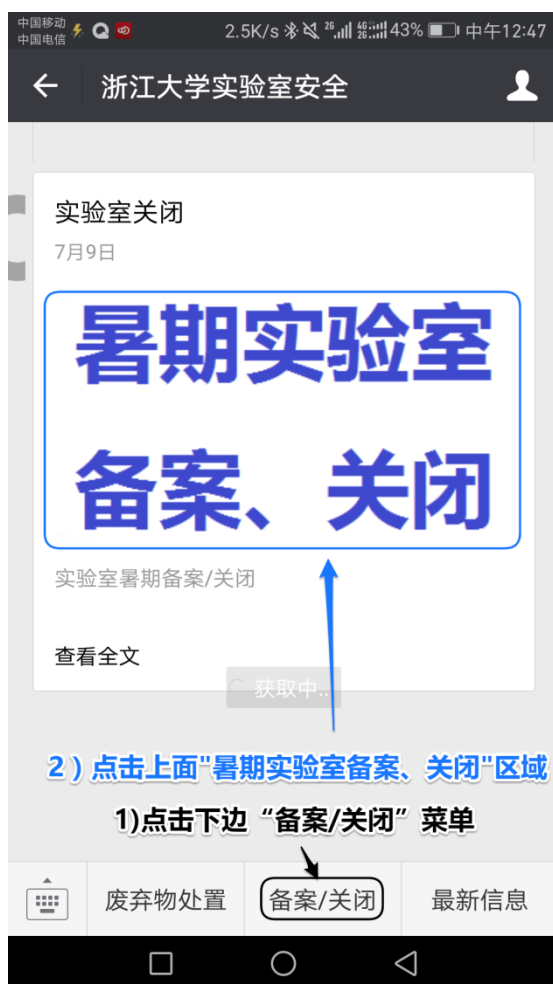 中国移动
中国电信
2.5K/s 2G 4G 2G 43% 中午12:47
浙江大学实验室安全
实验室关闭
7月9日
暑期实验室
备案、关闭
实验室暑期备案/关闭
查看全文
获取中..
2）点击上面"暑期实验室备案、关闭"区域
1)点击下边“备案/关闭”菜单
废弃物处置
备案/关闭
最新信息